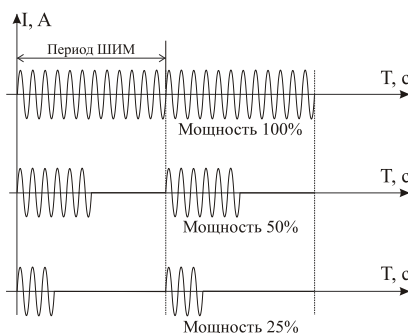 I, A
Период ШИМ
T, c
Мощность 100%
T, c
Мощность 50%
T, c
Мощность 25%